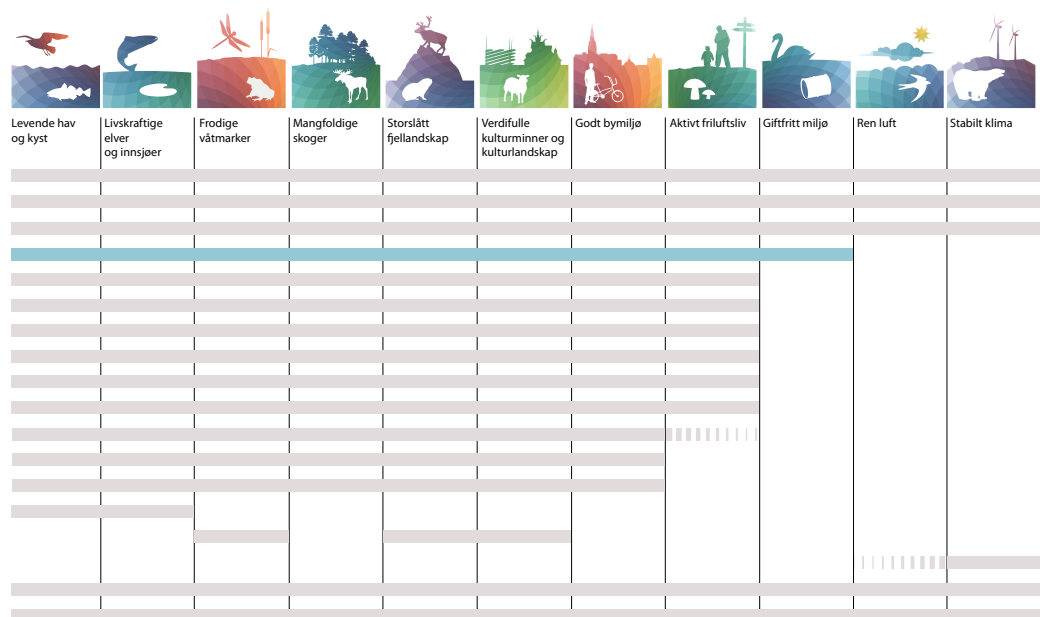 Levende hav
og kyst
Livskraftige
elver
og innsjøer
Frodige
våtmarker
Mangfoldige
skoger
Storslått
fjellandskap
Verdifulle
kulturminner og
kulturlandskap
Godt bymiljø
Aktivt friluftsliv
Giftfritt miljø
Ren luft
Stabilt klima